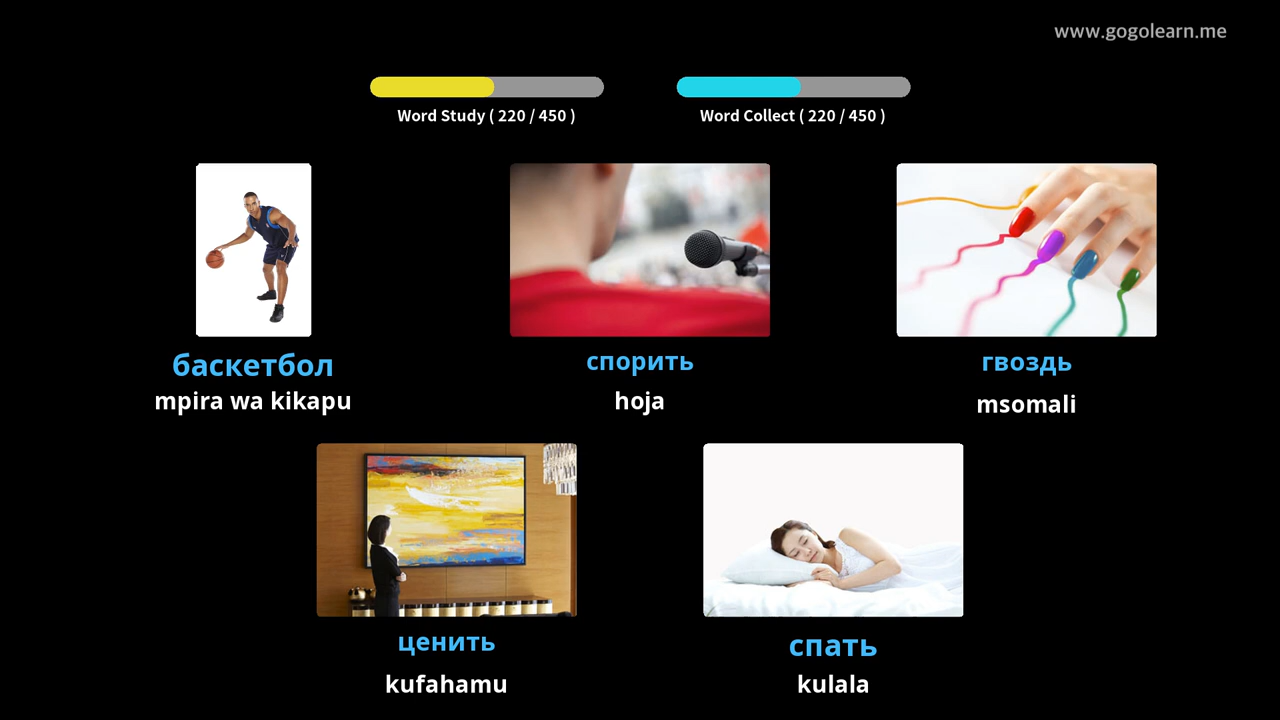 www.gogolearn.me
Word Study ( 220 / 450 )
Word Collect ( 220 / 450 )
баскетбол
mpira wa kikapu
спорить
hoja
гвоздь
msomali
ценить
kufahamu
спать
kulala